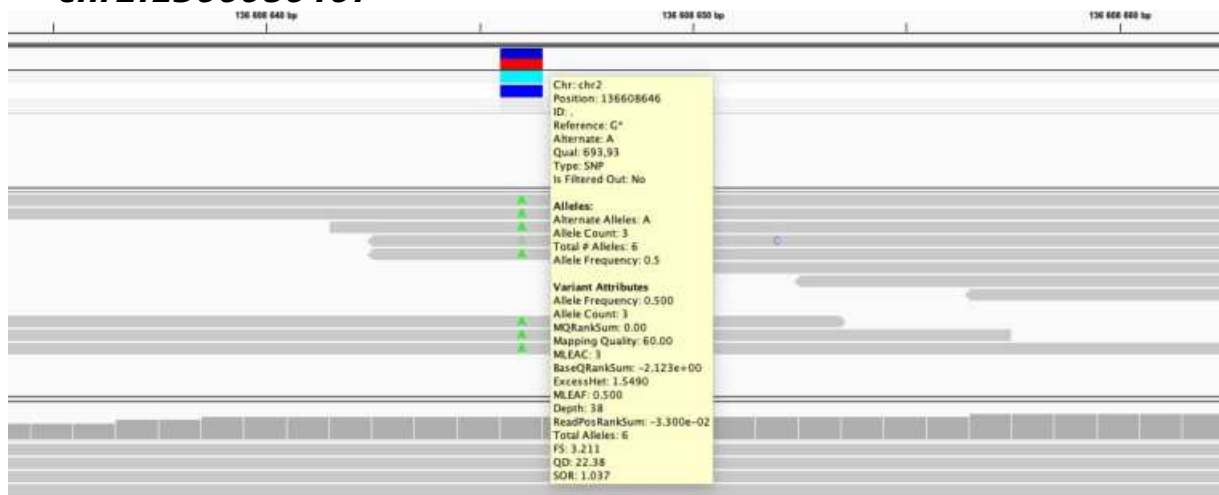 136 608 640 bp
136 608 650 bp
136 608 660 bp
Chr: chr2
Position: 136608646
ID: .
Reference: G*
Alternate: A
Qual: 693,93
Type: SNP
Is Filtered Out: No
Alleles:
Alternate Alleles: A
Allele Count: 3
Total # Alleles: 6
Allele Frequency: 0.5
Variant Attributes
Allele Frequency: 0.500
Allele Count: 3
MQRankSum: 0.00
Mapping Quality: 60.00
MLEAC: 3
BaseQRankSum: -2.123e+00
ExcessHet: 1.5490
MLEAF: 0.500
Depth: 38
ReadPosRankSum: -3.300e-02
Total Alleles: 6
FS: 3.211
QD: 22.38
SOR: 1.037
A
A
A
A
A
C
A
A
A